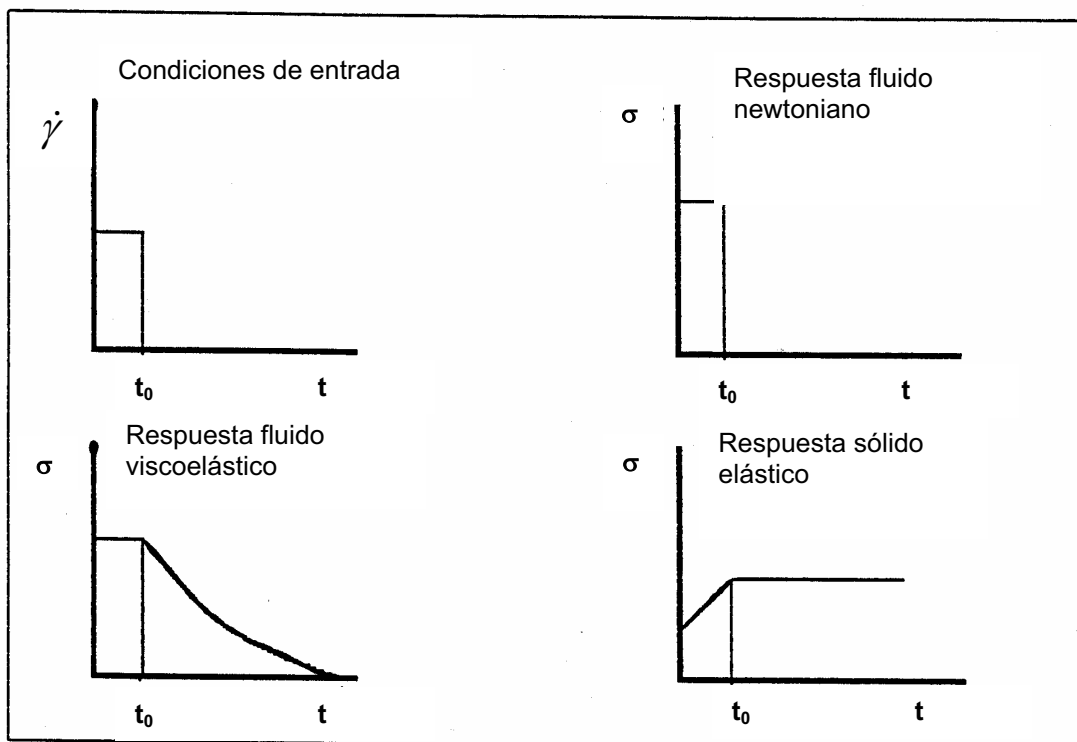 Condiciones de entrada
γ̇
t₀ t
Respuesta fluido
newtoniano
σ
t₀ t
Respuesta fluido
viscoelástico
σ
t₀ t
Respuesta sólido
elástico
σ
t₀ t